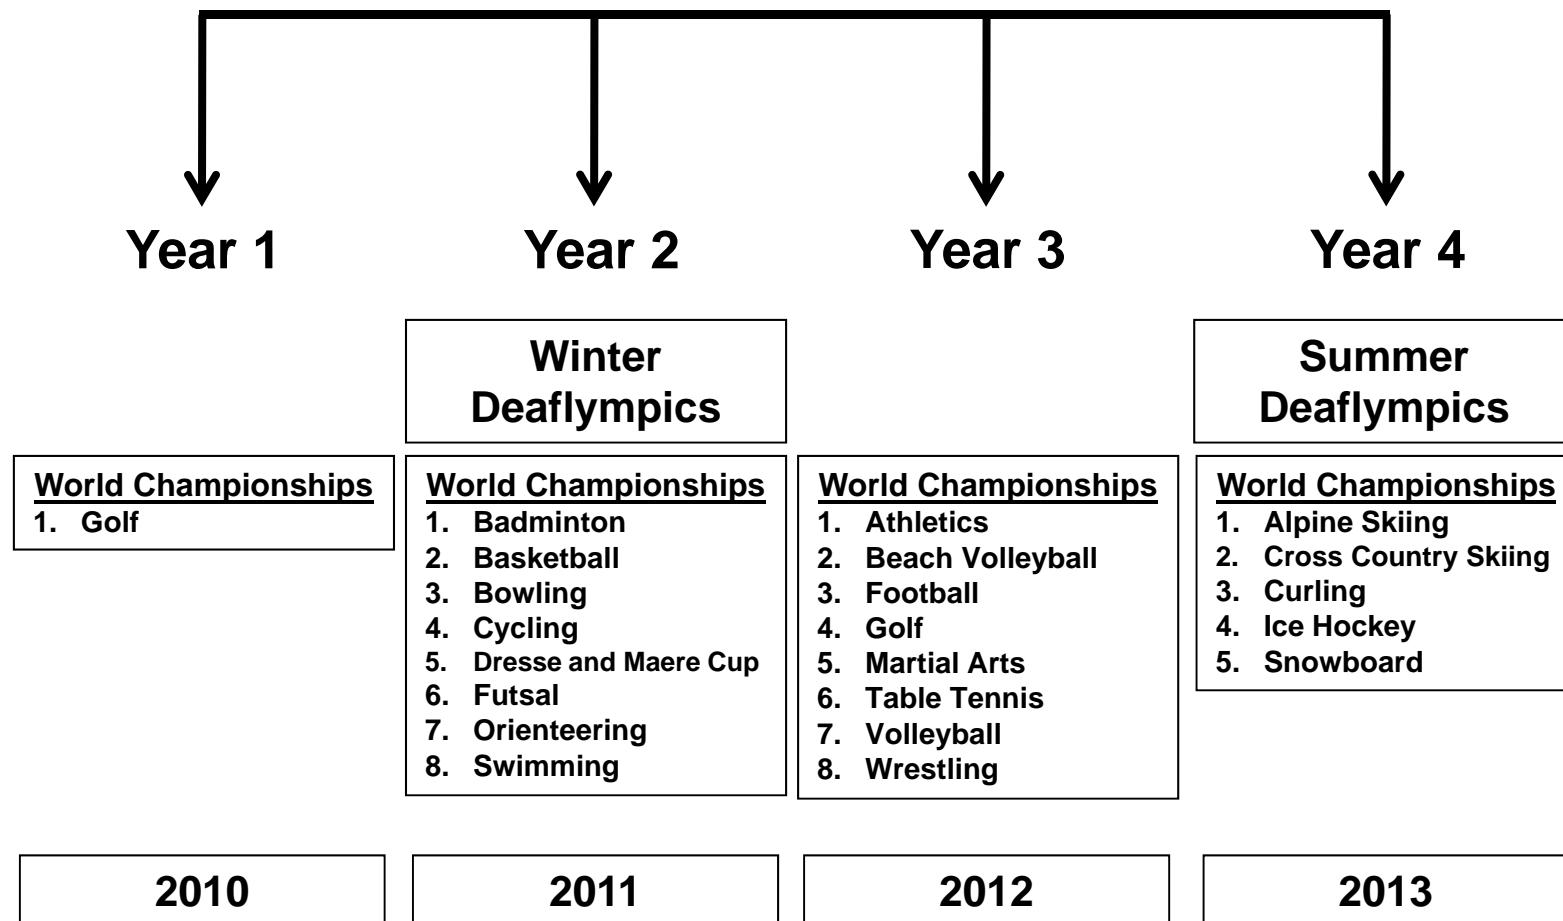 Year 1
Year 2
Year 3
Year 4
Winter
Deaflympics
Summer
Deaflympics
World Championships
1. Golf
World Championships
1. Badminton
2. Basketball
3. Bowling
4. Cycling
5. Dresse and Maere Cup
6. Futsal
7. Orienteering
8. Swimming
World Championships
1. Athletics
2. Beach Volleyball
3. Football
4. Golf
5. Martial Arts
6. Table Tennis
7. Volleyball
8. Wrestling
World Championships
1. Alpine Skiing
2. Cross Country Skiing
3. Curling
4. Ice Hockey
5. Snowboard
2010
2011
2012
2013